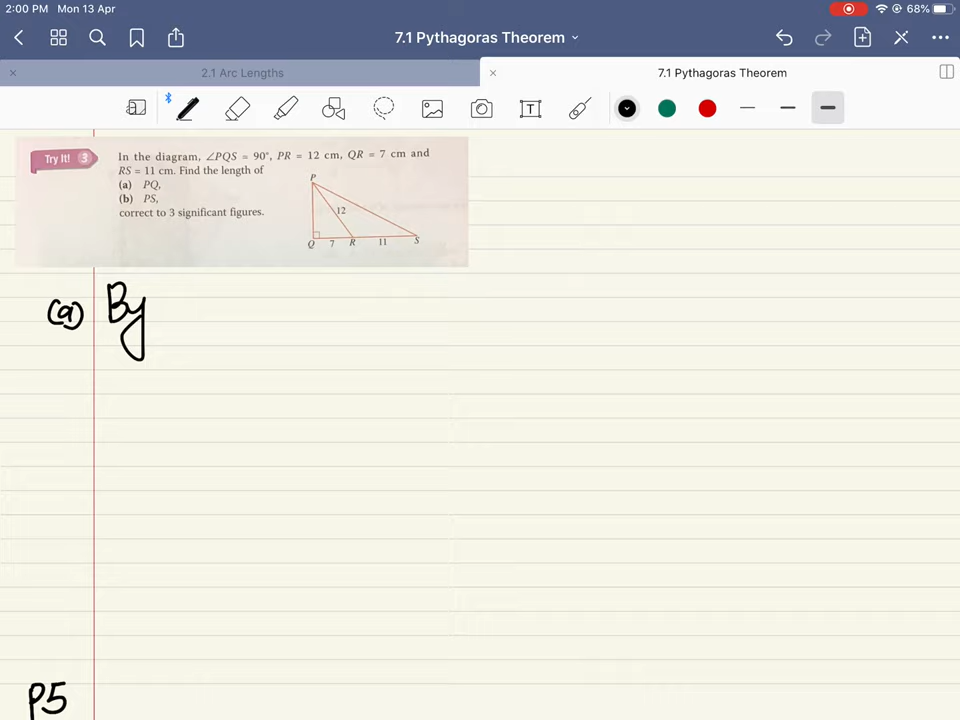 2:00 PM Mon 13 Apr
68%
7.1 Pythagoras Theorem
2.1 Arc Lengths
7.1 Pythagoras Theorem
Try It! 3
In the diagram, ∠PQS = 90°, PR = 12 cm, QR = 7 cm and
RS = 11 cm. Find the length of
(a) PQ,
(b) PS,
correct to 3 significant figures.
P
12
Q 7 R 11 S
(a) By
P5